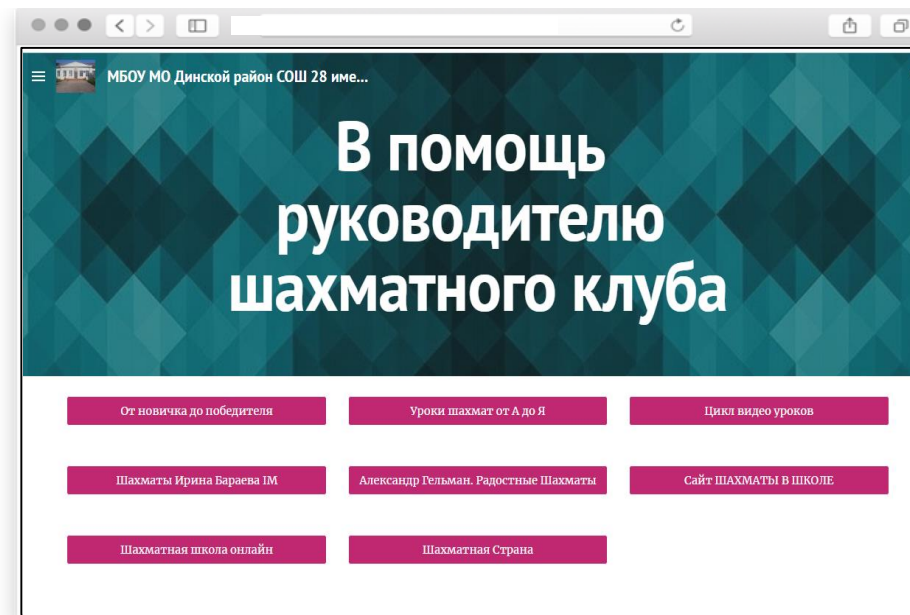 МБОУ МО Динской район СОШ 28 име...
В помощь
руководителю
шахматного клуба
От новичка до победителя
Уроки шахмат от А до Я
Цикл видео уроков
Шахматы Ирина Бараева IM
Александр Гельман. Радостные Шахматы
Сайт ШАХМАТЫ В ШКОЛЕ
Шахматная школа онлайн
Шахматная Страна